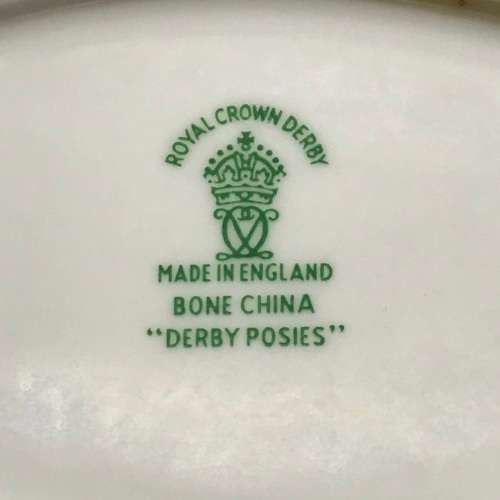 ROYAL CROWN DERBY
MADE IN ENGLAND
BONE CHINA
“DERBY POSIES”